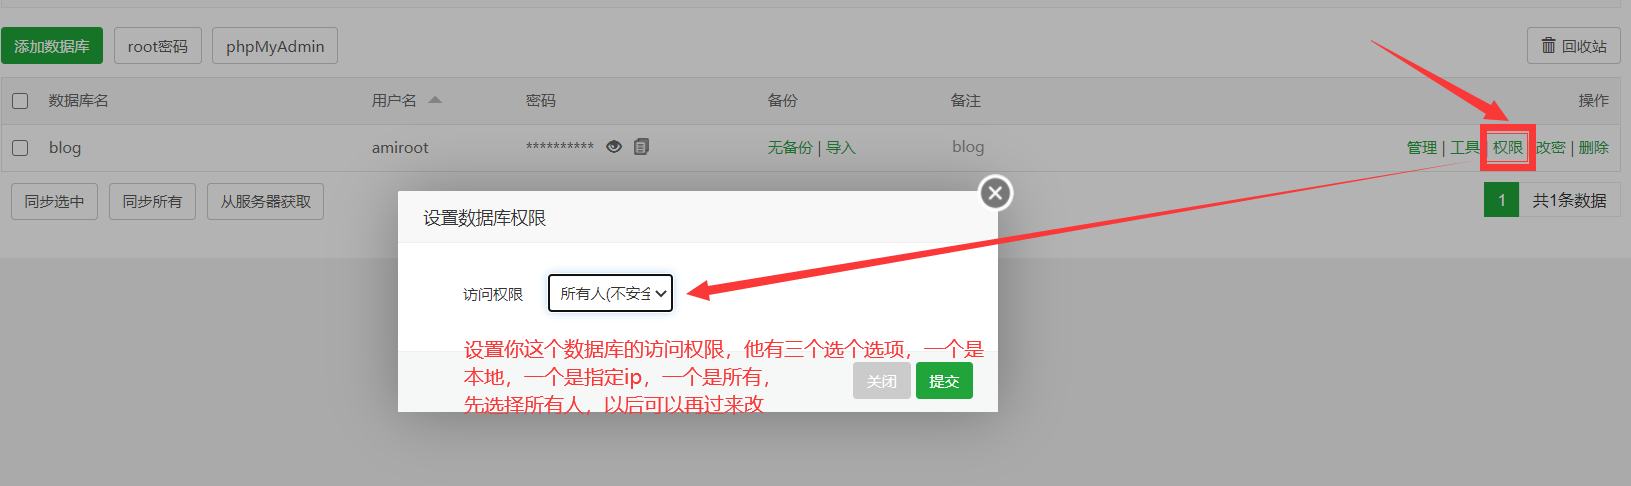 添加数据库 root密码 phpMyAdmin 回收站
数据库名 用户名 密码 备份 备注 操作
blog amiroot ********** 无备份 | 导入 blog 管理 | 工具 权限 改密 | 删除
同步选中 同步所有 从服务器获取 1 共1条数据
设置数据库权限
访问权限 所有人(不安全
设置你这个数据库的访问权限，他有三个选个选项，一个是
本地，一个是指定ip，一个是所有，
关闭 提交
先选择所有人，以后可以再过来改